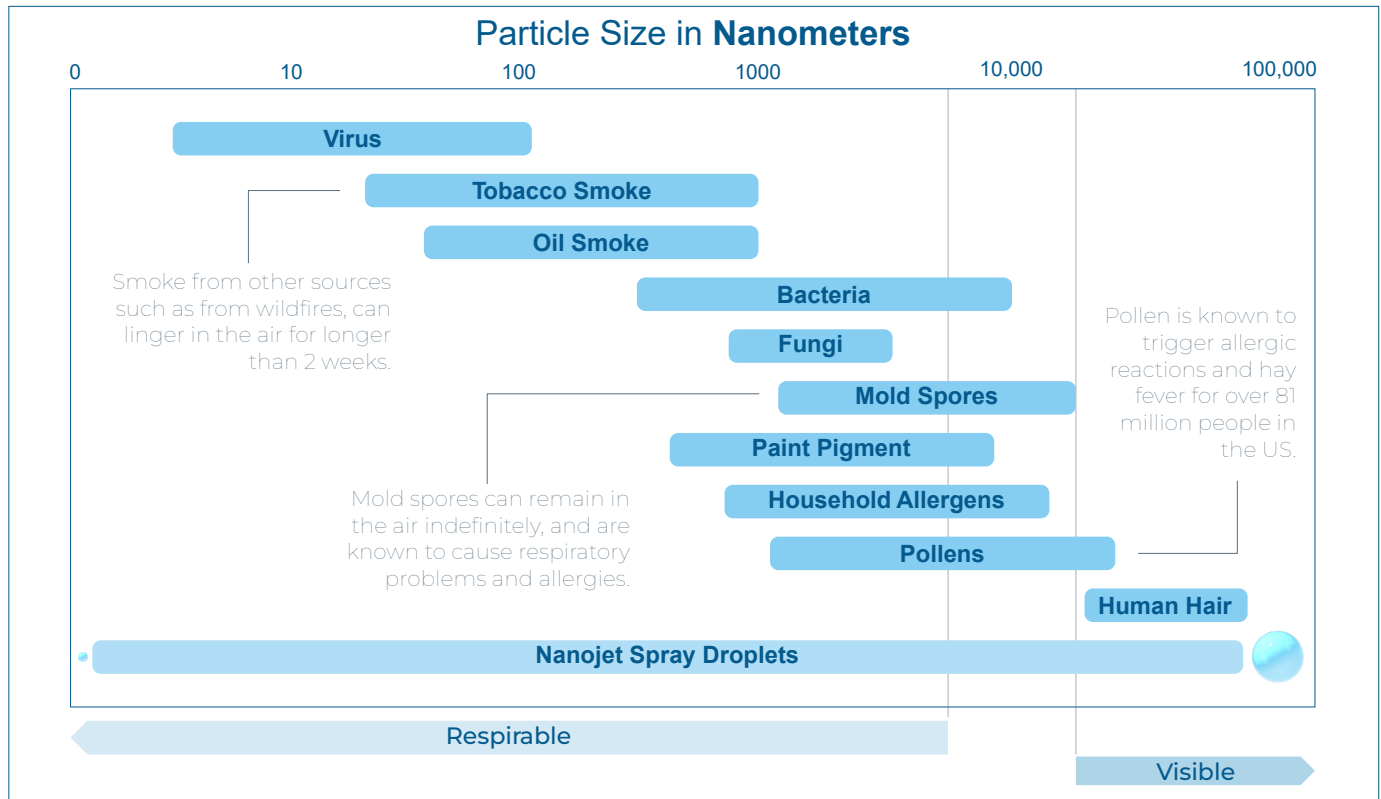 Particle Size in Nanometers
0 10 100 1000 10,000 100,000
Virus
Tobacco Smoke
Oil Smoke
Smoke from other sources
such as from wildfires, can
linger in the air for longer
than 2 weeks.
Bacteria
Fungi
Pollen is known to
trigger allergic
reactions and hay
fever for over 81
million people in
the US.
Mold Spores
Paint Pigment
Mold spores can remain in
the air indefinitely, and are
known to cause respiratory
problems and allergies.
Household Allergens
Pollens
Human Hair
Nanojet Spray Droplets
Respirable
Visible